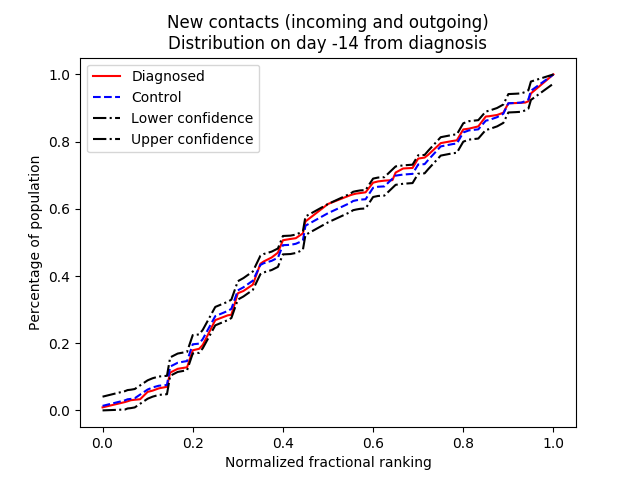 New contacts (incoming and outgoing)
Distribution on day -14 from diagnosis
Diagnosed
Control
Lower confidence
Upper confidence
Percentage of population
1.0
0.8
0.6
0.4
0.2
0.0
0.0 0.2 0.4 0.6 0.8 1.0
Normalized fractional ranking